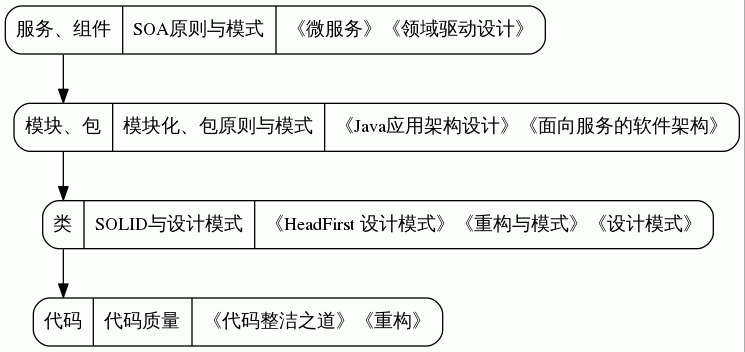 服务、组件 SOA原则与模式 《微服务》《领域驱动设计》
模块、包 模块化、包原则与模式 《Java应用架构设计》《面向服务的软件架构》
类 SOLID与设计模式 《HeadFirst 设计模式》《重构与模式》《设计模式》
代码 代码质量 《代码整洁之道》《重构》